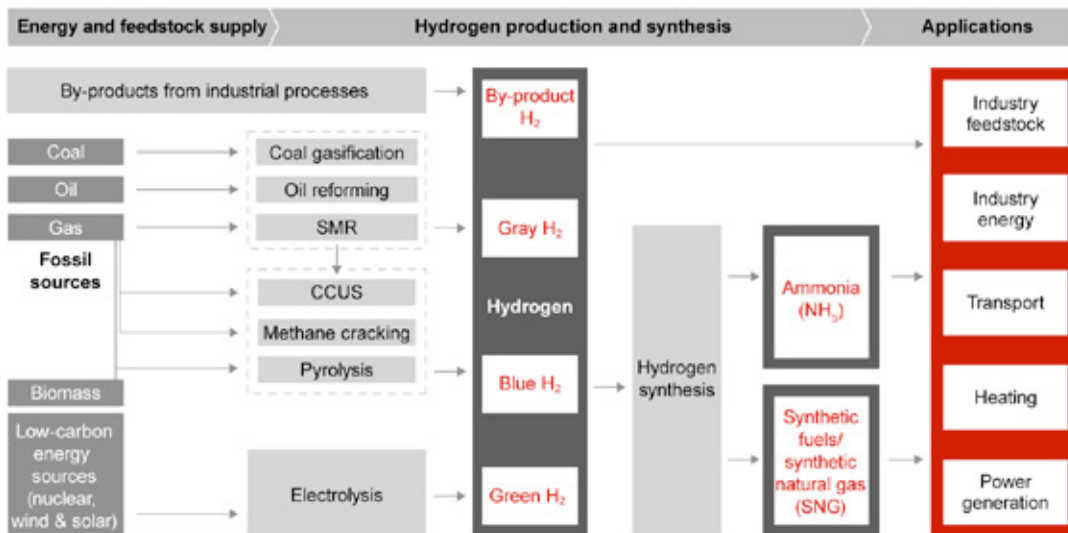 Energy and feedstock supply
Hydrogen production and synthesis
Applications
By-products from industrial processes
By-product
H₂
Industry
feedstock
Coal
Coal gasification
Oil
Oil reforming
Gas
SMR
Gray H₂
Industry
energy
Fossil
sources
CCUS
Hydrogen
Ammonia
(NH₃)
Transport
Methane cracking
Pyrolysis
Blue H₂
Hydrogen
synthesis
Heating
Biomass
Low-carbon
energy
sources
(nuclear,
wind & solar)
Electrolysis
Green H₂
Synthetic
fuels/
synthetic
natural gas
(SNG)
Power
generation